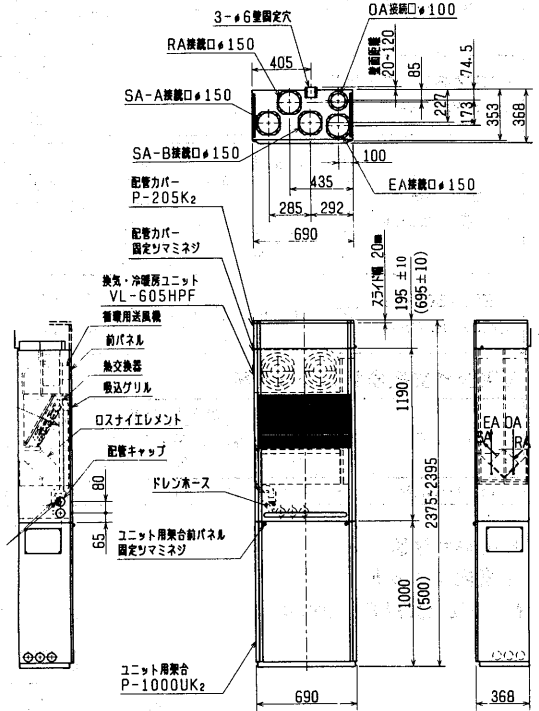 3-φ6壁固定穴
OA接続口φ100
RA接続口φ150
405
壁面距離
20~120
85
74.5
SA-A接続口φ150
227
173
353
368
SA-B接続口φ150
100
435
EA接続口φ150
配管カバー
P-205K2
285
292
690
配管カバー
固定ツマミネジ
スライド幅 20㎜
195 ±10
(695±10)
換気・冷暖房ユニット
VL-605HPF
循環用送風機
前パネル
熱交換器
吸込グリル
ロスナイエレメント
配管キャップ
80
65
ドレンホース
1190
2375~2395
EA
OA
SA
RA
ユニット用架台前パネル
固定ツマミネジ
1000
(500)
ユニット用架台
P-1000UK2
690
368